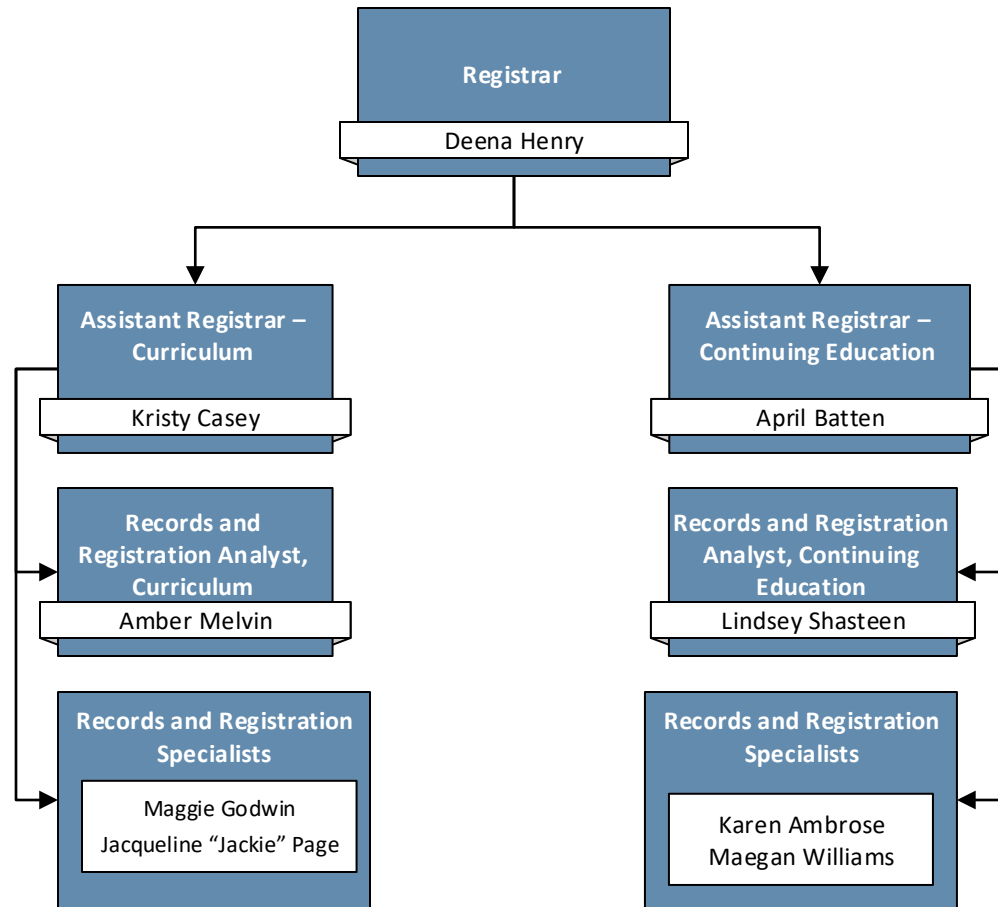 Registrar
Deena Henry
Assistant Registrar –
Curriculum
Kristy Casey
Assistant Registrar –
Continuing Education
April Batten
Records and
Registration Analyst,
Curriculum
Amber Melvin
Records and Registration
Analyst, Continuing
Education
Lindsey Shasteen
Records and Registration
Specialists
Maggie Godwin
Jacqueline “Jackie” Page
Records and Registration
Specialists
Karen Ambrose
Maegan Williams